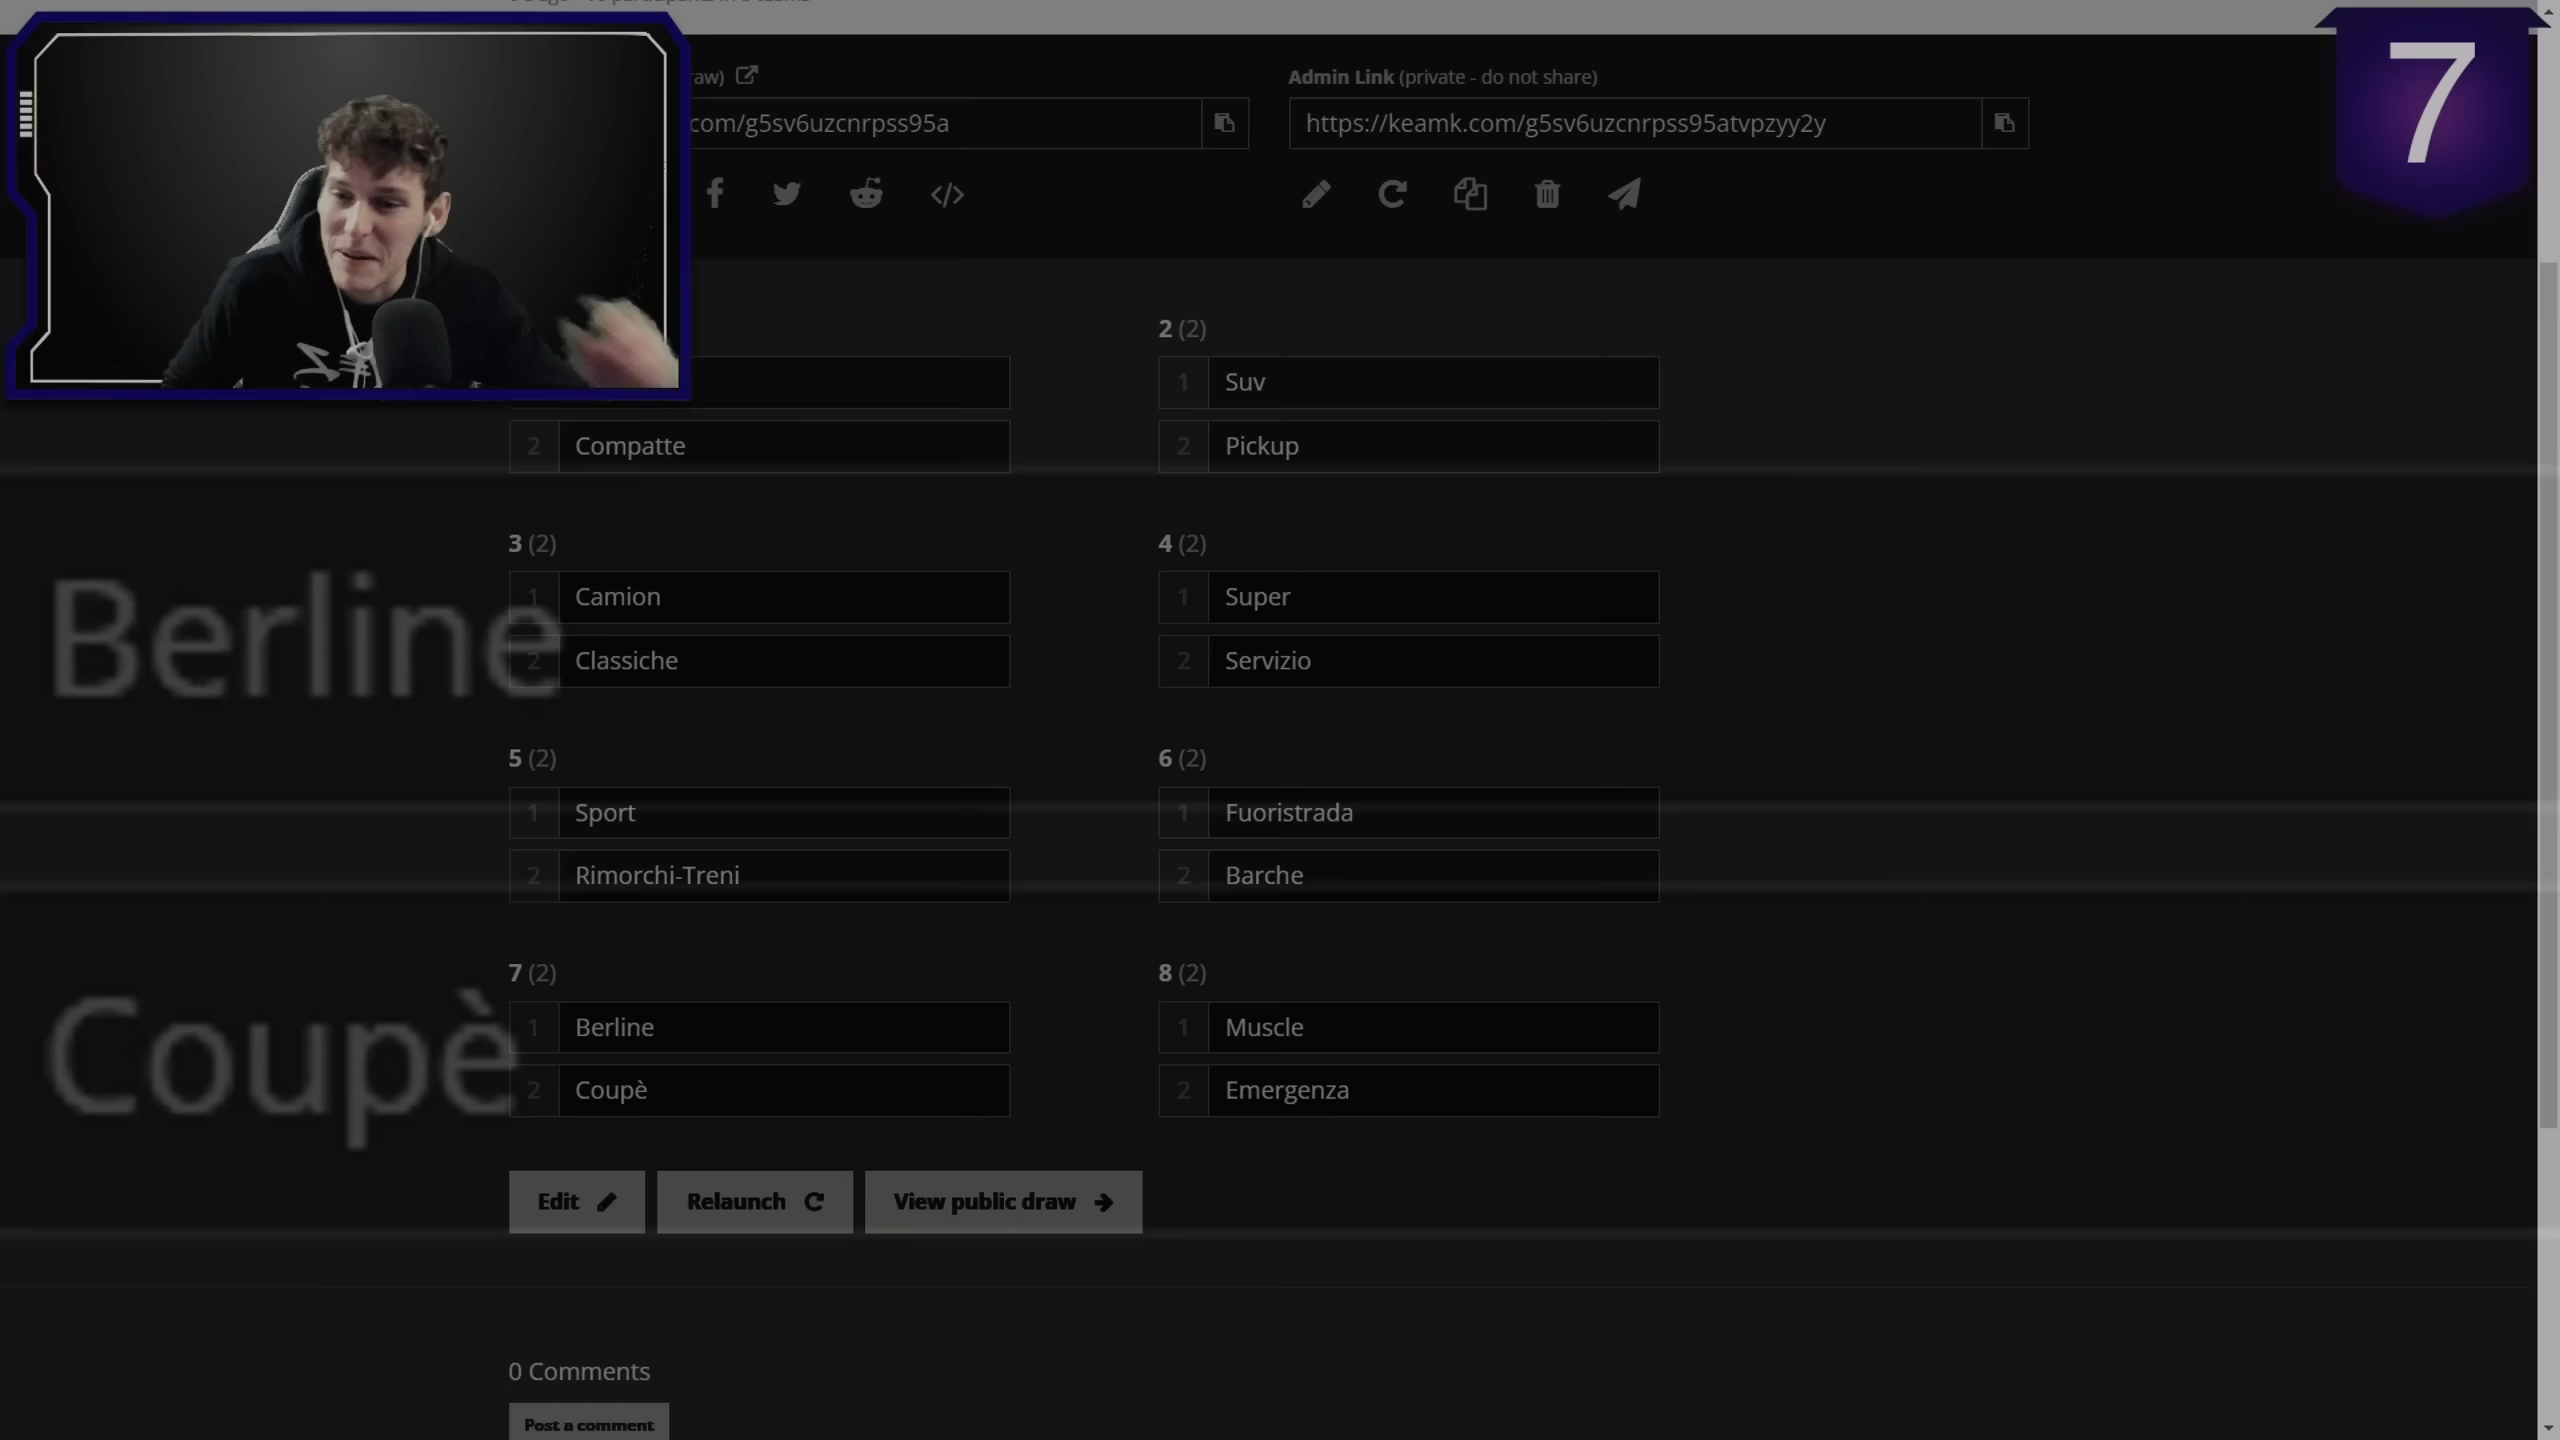 7
raw)
Admin Link (private - do not share)
com/g5sv6uzcnrpss95a
https://keamk.com/g5sv6uzcnrpss95atvpzyy2y
2 (2)
1 Suv
2 Compatte
2 Pickup
3 (2)
4 (2)
1 Camion
1 Super
Berline
2 Classiche
2 Servizio
5 (2)
6 (2)
1 Sport
1 Fuoristrada
2 Rimorchi-Treni
2 Barche
7 (2)
8 (2)
1 Berline
1 Muscle
Coupè
2 Coupè
2 Emergenza
Edit
Relaunch
View public draw
0 Comments
Post a comment